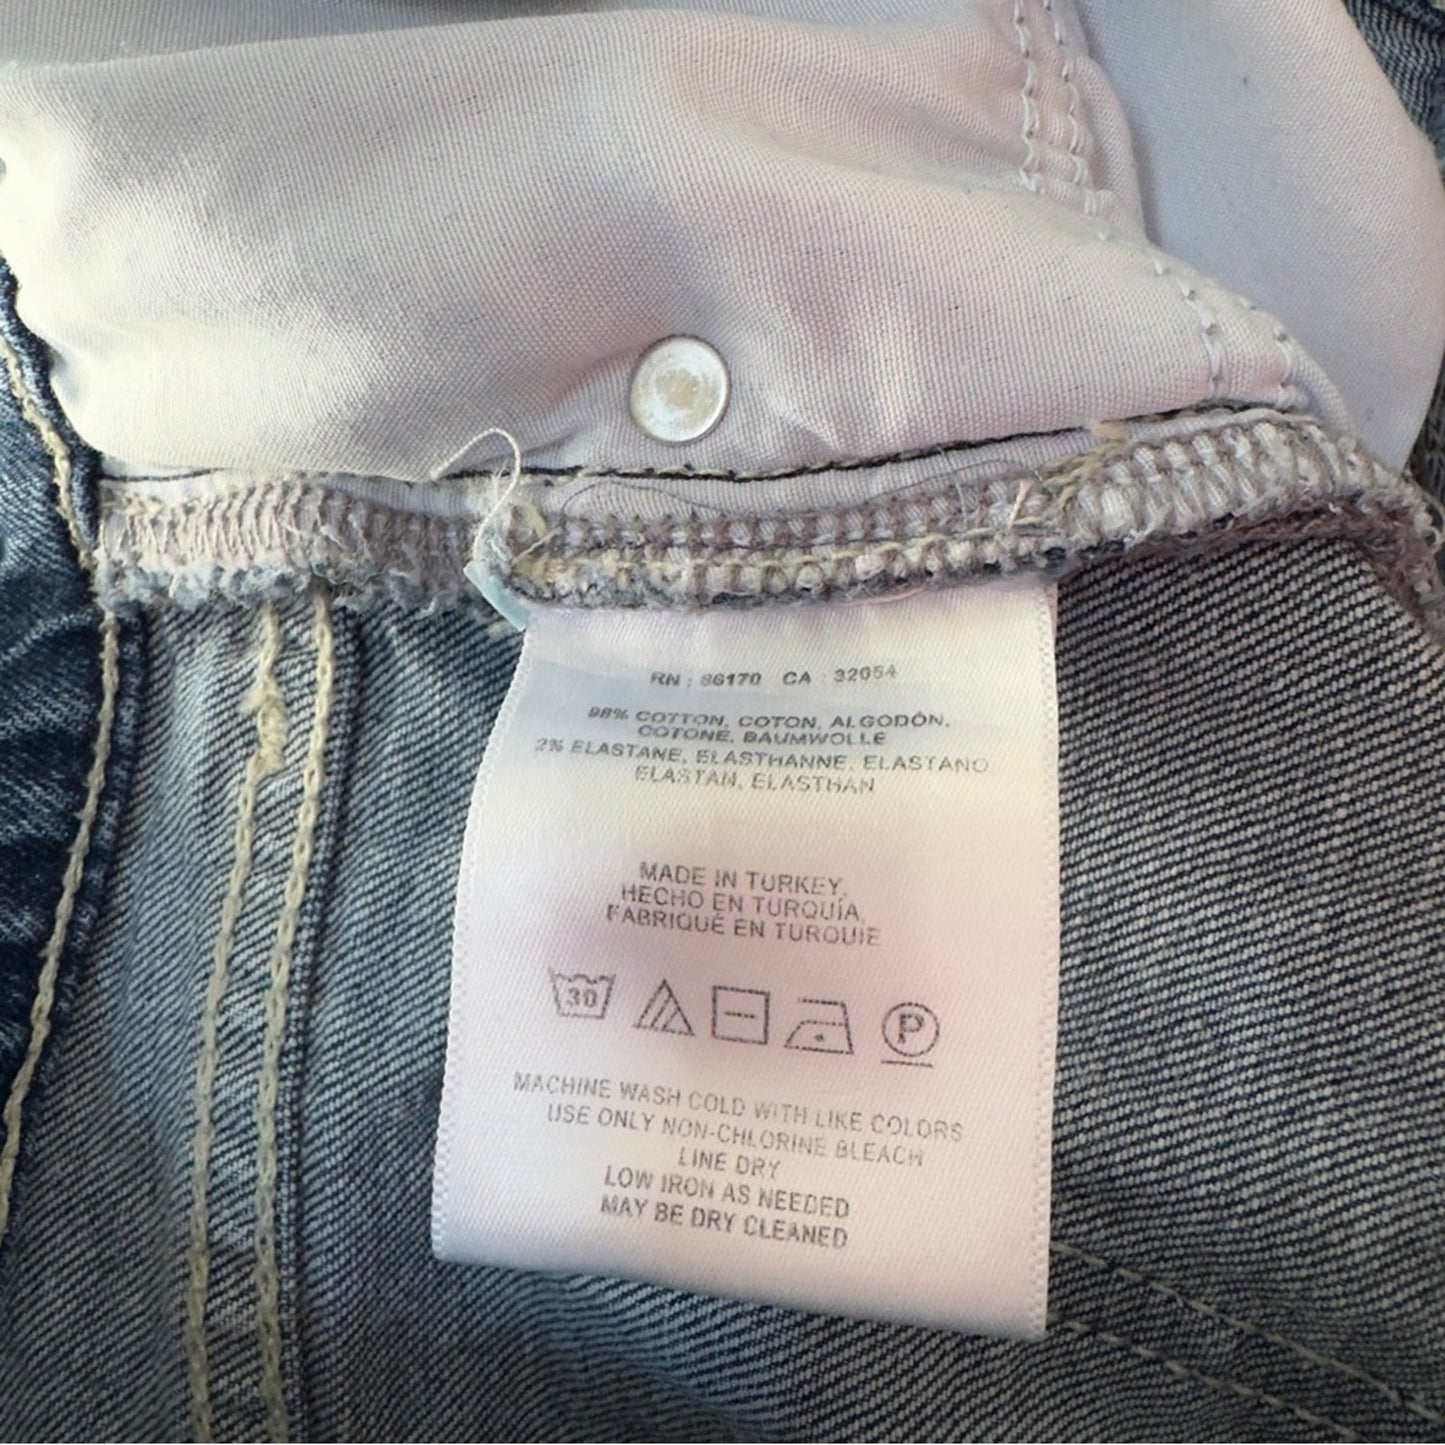 RN : 66170 CA : 32054
98% COTTON, COTON, ALGODÓN,
COTONE, BAUMWOLLE
2% ELASTANE, ELASTHANNE, ELASTANO
ELASTAN, ELASTHAN
MADE IN TURKEY,
HECHO EN TURQUÍA,
FABRIQUÉ EN TURQUIE
30 P
MACHINE WASH COLD WITH LIKE COLORS
USE ONLY NON-CHLORINE BLEACH
LINE DRY
LOW IRON AS NEEDED
MAY BE DRY CLEANED